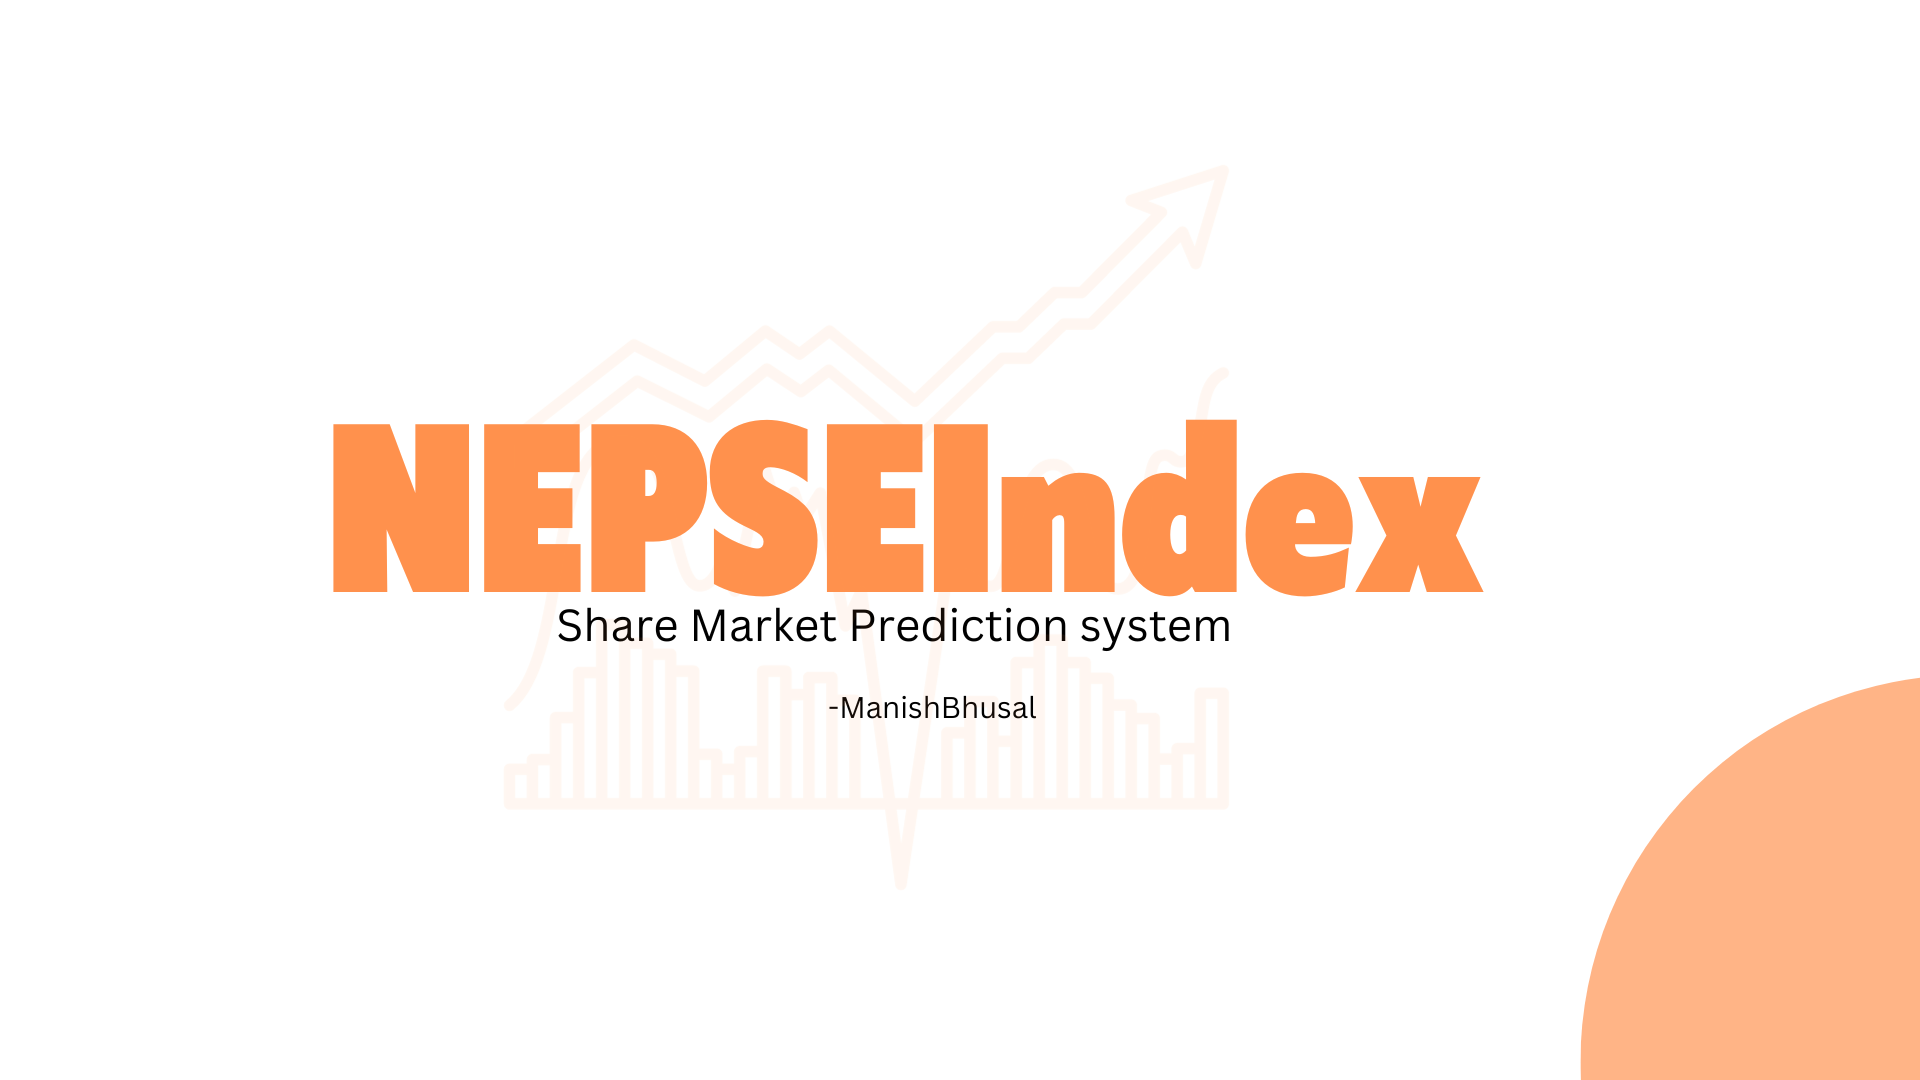 NEPSEIndex
Share Market Prediction system
-ManishBhusal